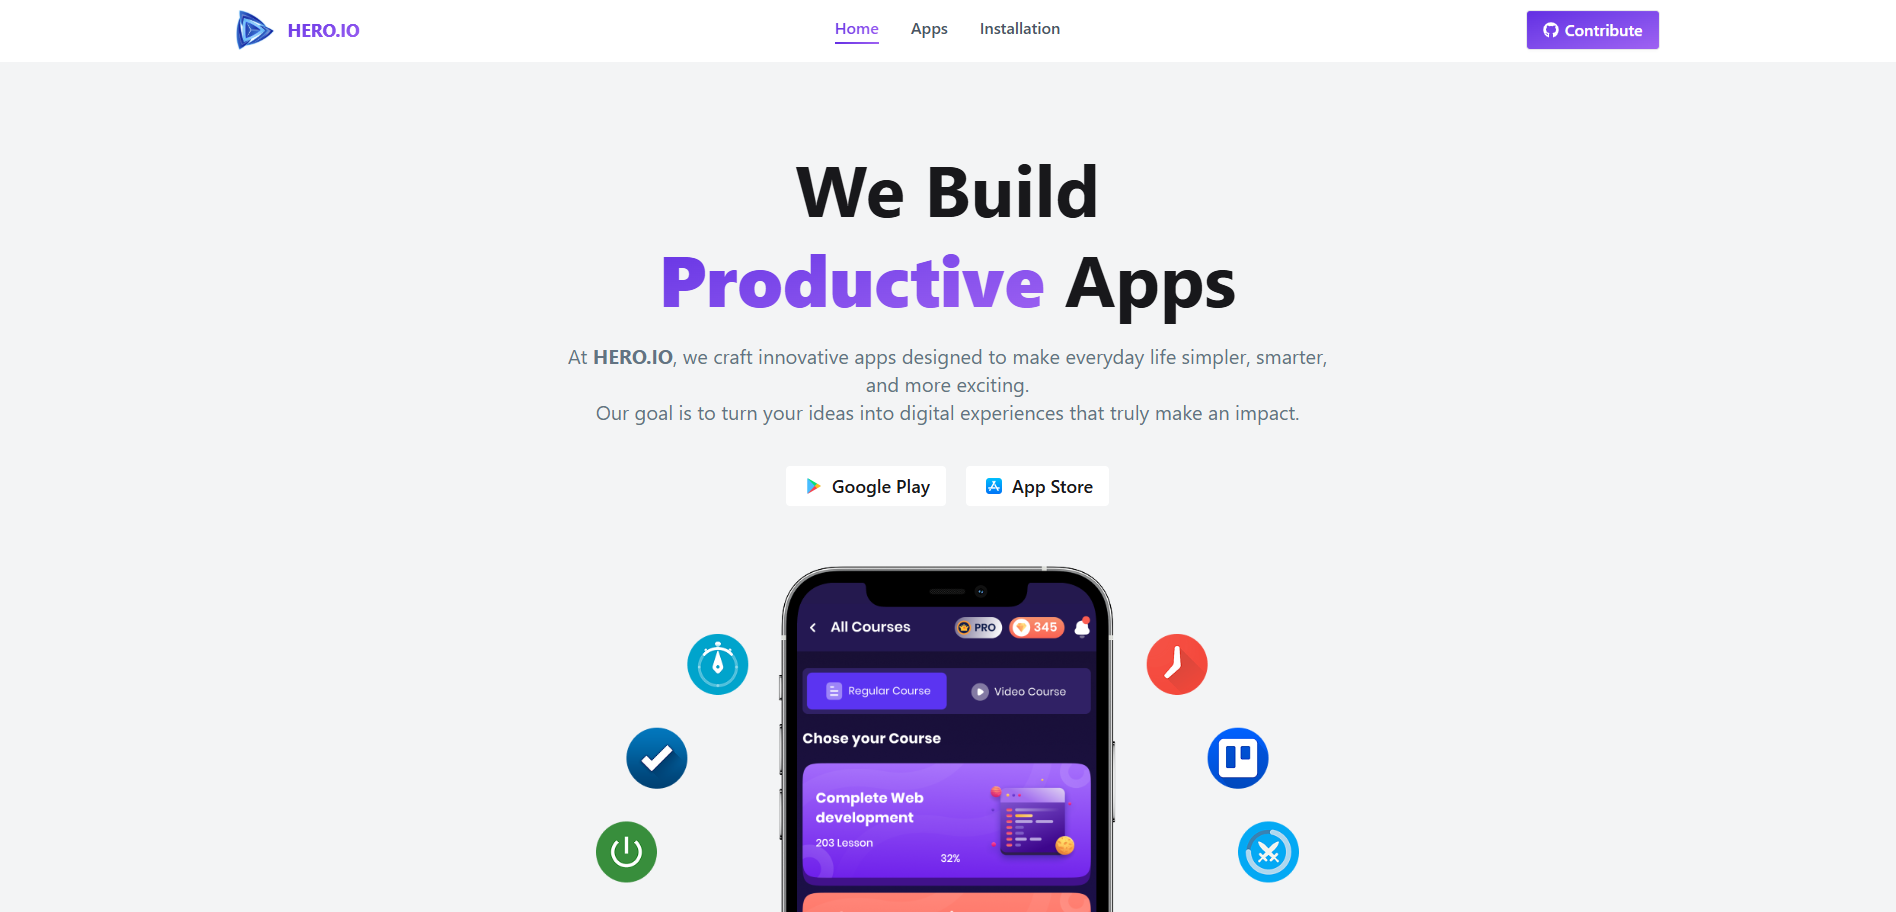 HERO.IO
Home Apps Installation
Contribute
We Build
Productive Apps
At HERO.IO, we craft innovative apps designed to make everyday life simpler, smarter,
and more exciting.
Our goal is to turn your ideas into digital experiences that truly make an impact.
Google Play
App Store
All Courses
PRO
345
Regular Course
Video Course
Chose your Course
Complete Web
development
203 Lesson
32%